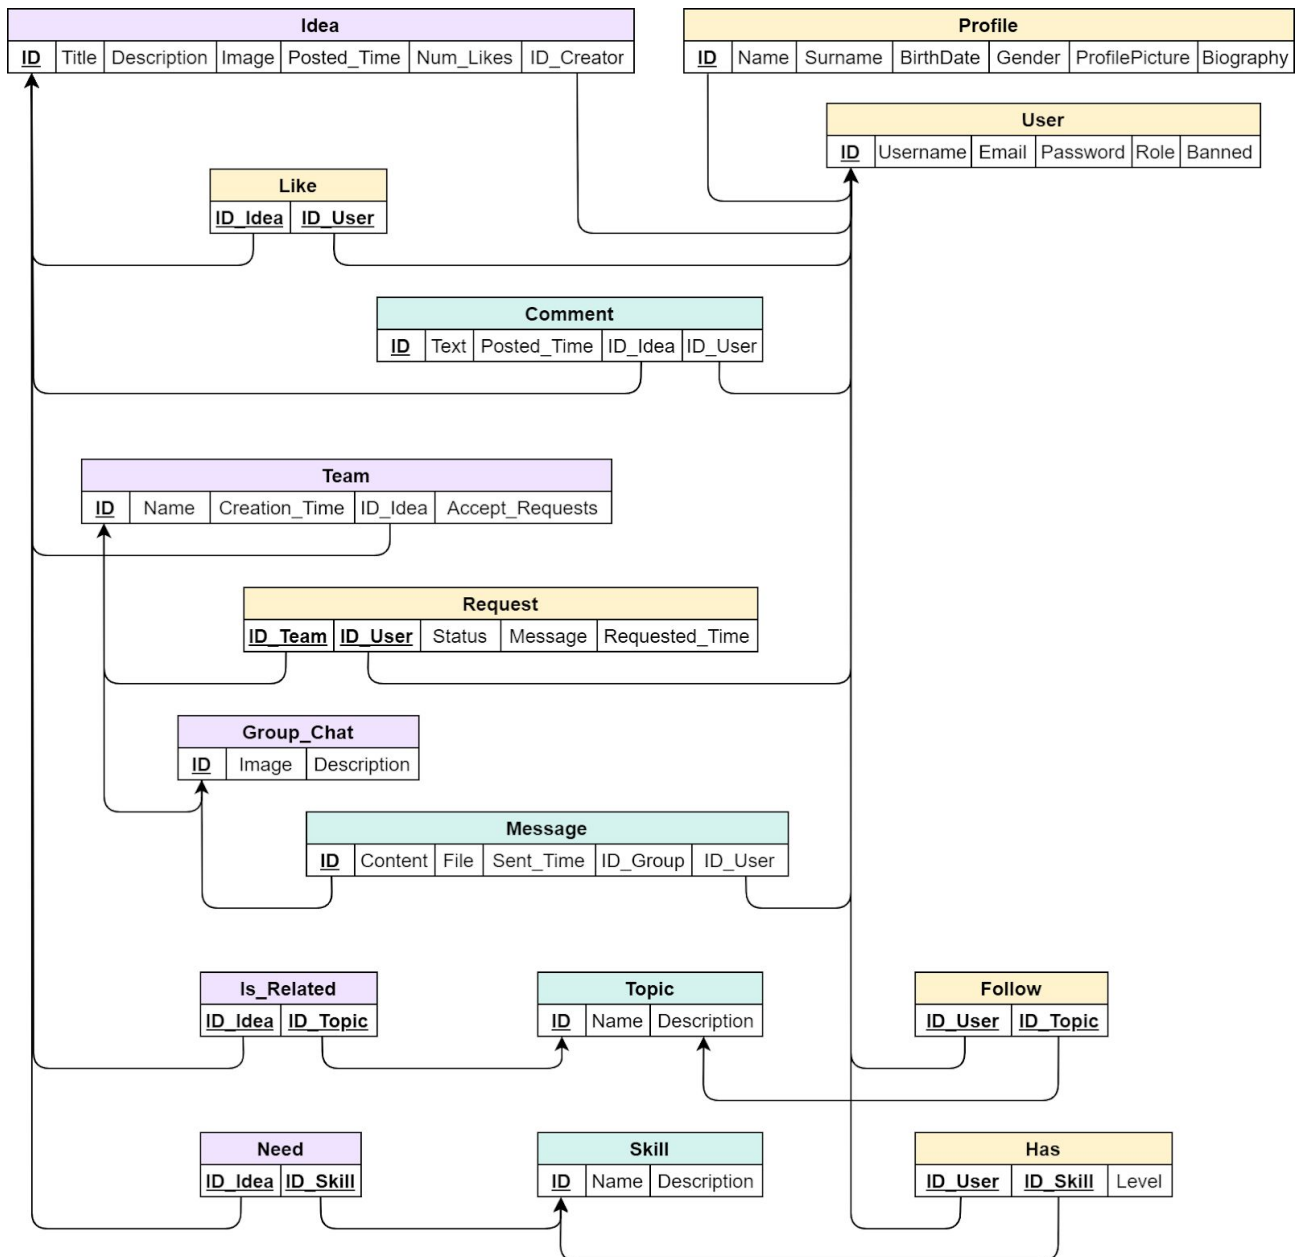 Idea
ID Title Description Image Posted_Time Num_Likes ID_Creator
Profile
ID Name Surname BirthDate Gender ProfilePicture Biography
User
ID Username Email Password Role Banned
Like
ID_Idea ID_User
Comment
ID Text Posted_Time ID_Idea ID_User
Team
ID Name Creation_Time ID_Idea Accept_Requests
Request
ID_Team ID_User Status Message Requested_Time
Group_Chat
ID Image Description
Message
ID Content File Sent_Time ID_Group ID_User
Is_Related
ID_Idea ID_Topic
Topic
ID Name Description
Follow
ID_User ID_Topic
Need
ID_Idea ID_Skill
Skill
ID Name Description
Has
ID_User ID_Skill Level